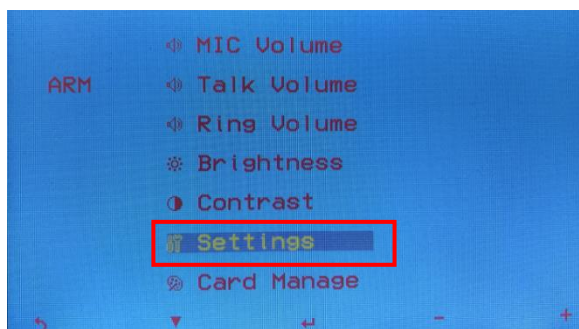 MIC Volume
ARM
Talk Volume
Ring Volume
Brightness
Contrast
Settings
Card Manage
- +